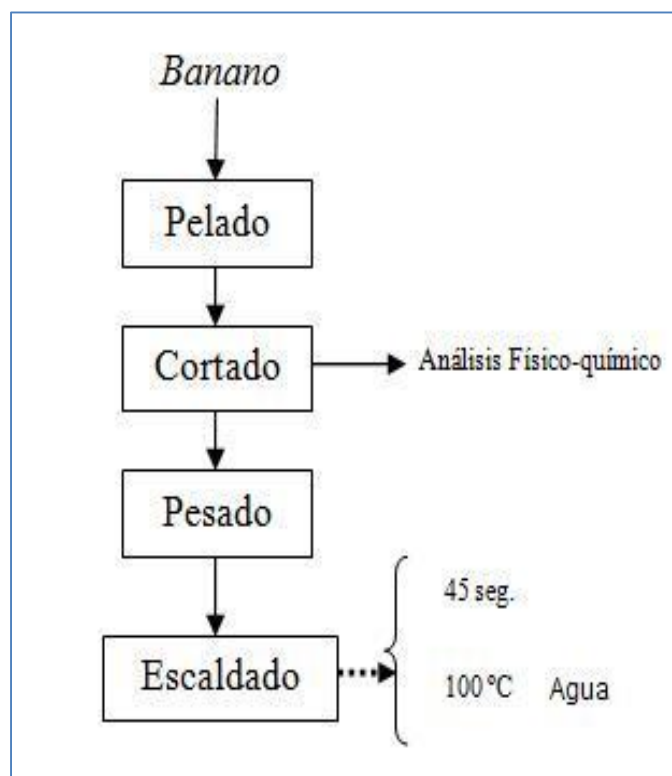 Banano
Pelado
Cortado
Análisis Físico-químico
Pesado
Escaldado
45 seg.
100 ºC Agua